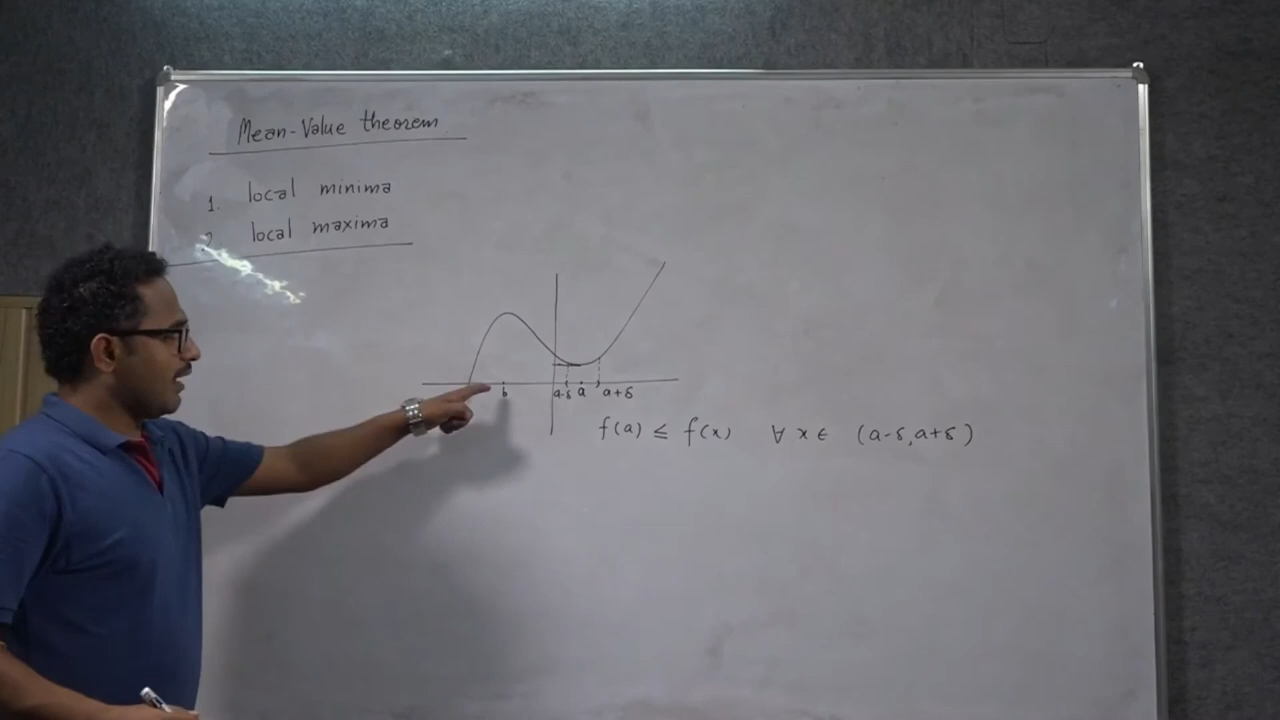 Mean-Value theorem
1. local minima
2. local maxima
b a-δ a a+δ
f(a) ≤ f(x) ∀ x ∈ (a-δ, a+δ)